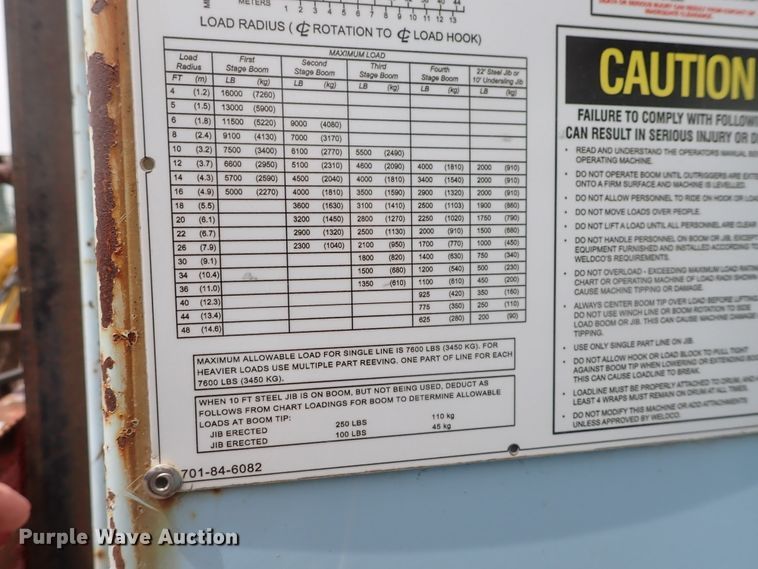 METERS 1 2 3 4 5 6 7 8 9 10 11 12 13
LOAD RADIUS ( ℄ ROTATION TO ℄ LOAD HOOK)
MAXIMUM LOAD
Load Radius First Stage Boom Second Stage Boom Third Stage Boom Fourth Stage Boom 22' Steel Jib or 10' Undersling Jib
FT (m) LB (kg) LB (kg) LB (kg) LB (kg) LB (kg)
4 (1.2) 16000 (7260)
5 (1.5) 13000 (5900)
6 (1.8) 11500 (5220) 9000 (4080)
8 (2.4) 9100 (4130) 7000 (3170)
10 (3.2) 7500 (3400) 6100 (2770) 5500 (2490)
12 (3.7) 6600 (2950) 5100 (2310) 4600 (2090) 4000 (1810) 2000 (910)
14 (4.3) 5700 (2590) 4500 (2040) 4000 (1810) 3400 (1540) 2000 (910)
16 (4.9) 5000 (2270) 4000 (1810) 3500 (1590) 2900 (1320) 2000 (910)
18 (5.5) 3600 (1630) 3100 (1410) 2500 (1103) 1900 (860)
20 (6.1) 3200 (1450) 2800 (1270) 2250 (1020) 1750 (790)
22 (6.7) 2900 (1320) 2500 (1130) 2000 (910) 1500 (680)
26 (7.9) 2300 (1040) 2100 (950) 1700 (770) 1000 (450)
30 (9.1) 1800 (820) 1400 (630) 750 (340)
34 (10.4) 1500 (680) 1200 (540) 500 (230)
36 (11.0) 1350 (610) 1100 (610) 450 (200)
40 (12.3) 925 (420) 350 (160)
44 (13.4) 775 (350) 250 (110)
48 (14.6) 625 (280) 200 (90)
MAXIMUM ALLOWABLE LOAD FOR SINGLE LINE IS 7600 LBS (3450 KG). FOR
HEAVIER LOADS USE MULTIPLE PART REEVING. ONE PART OF LINE FOR EACH
7600 LBS (3450 KG).
WHEN 10 FT STEEL JIB IS ON BOOM, BUT NOT BEING USED, DEDUCT AS
FOLLOWS FROM CHART LOADINGS FOR BOOM TO DETERMINE ALLOWABLE
LOADS AT BOOM TIP:
JIB ERECTED 250 LBS 110 kg
JIB ERECTED 100 LBS 45 kg
701-84-6082
CAUTION
FAILURE TO COMPLY WITH FOLLOWI
CAN RESULT IN SERIOUS INJURY OR D
• READ AND UNDERSTAND THE OPERATORS MANUAL BE
OPERATING MACHINE.
• DO NOT OPERATE BOOM UNTIL OUTRIGGERS ARE EXTE
ONTO A FIRM SURFACE AND MACHINE IS LEVELLED.
• DO NOT ALLOW PERSONNEL TO RIDE ON HOOK OR LOA
• DO NOT MOVE LOADS OVER PEOPLE.
• DO NOT LIFT A LOAD UNTIL ALL PERSONNEL ARE CLEAR
• DO NOT HANDLE PERSONNEL ON BOOM OR JIB, EXCEPT
EQUIPMENT FURNISHED AND INSTALLED ACCORDING TO
WELDCO'S REQUIREMENTS.
• DO NOT OVERLOAD - EXCEEDING MAXIMUM LOAD RATIN
CHART OR OPERATING MACHINE OF LOAD RADII SHOWN
CAUSE MACHINE TIPPING OR DAMAGE.
• ALWAYS CENTER BOOM TIP OVER LOAD BEFORE LIFTING
DO NOT USE WINCH LINE OR BOOM ROTATION TO SIDE
LOAD BOOM OR JIB. THIS CAN CAUSE MACHINE DAMAGE
TIPPING.
• USE ONLY SINGLE PART LINE ON JIB.
• DO NOT ALLOW HOOK OR LOAD BLOCK TO PULL TIGHT
AGAINST BOOM TIP WHEN LOWERING OR EXTENDING BOOM
THIS CAN CAUSE LOADLINE TO BREAK.
• LOADLINE MUST BE PROPERLY ATTACHED TO DRUM, AND
LEAST 4 WRAPS MUST REMAIN ON DRUM AT ALL TIMES.
• DO NOT MODIFY THIS MACHINE OR ADD ATTACHMENTS
UNLESS APPROVED BY WELDCO.
Purple Wave Auction